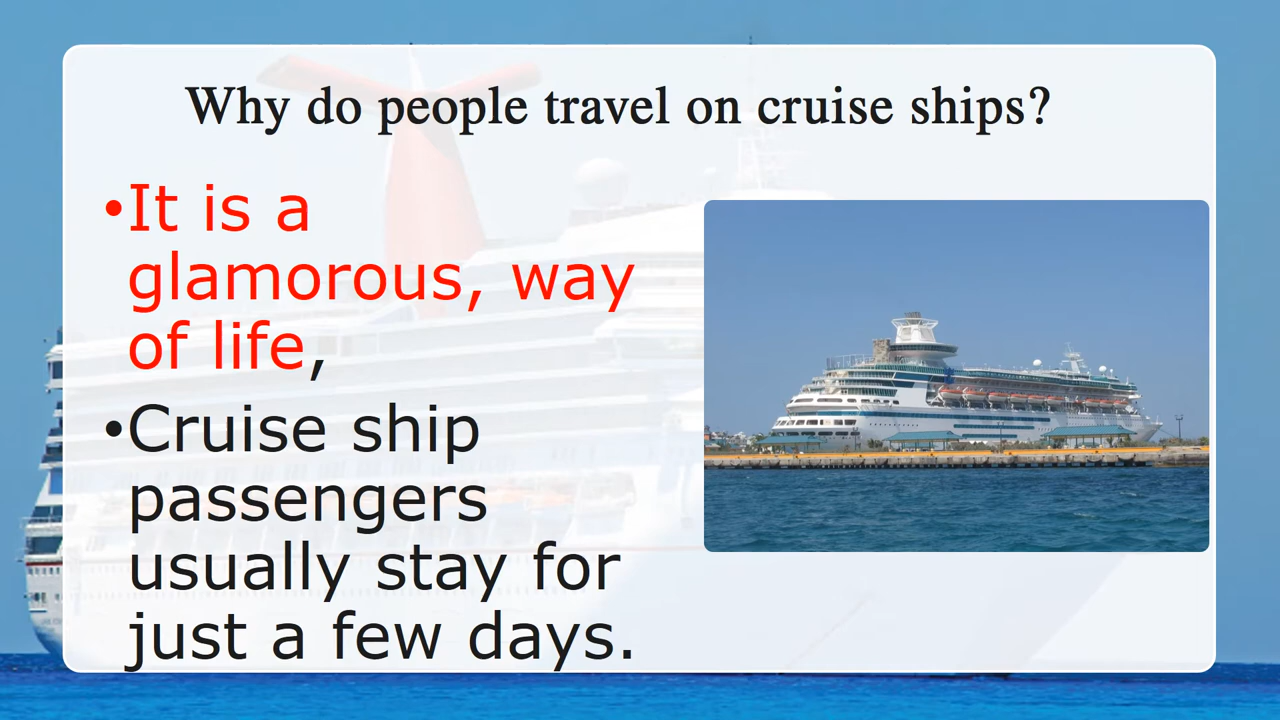 Why do people travel on cruise ships?
•It is a
glamorous, way
of life,
•Cruise ship
passengers
usually stay for
just a few days.